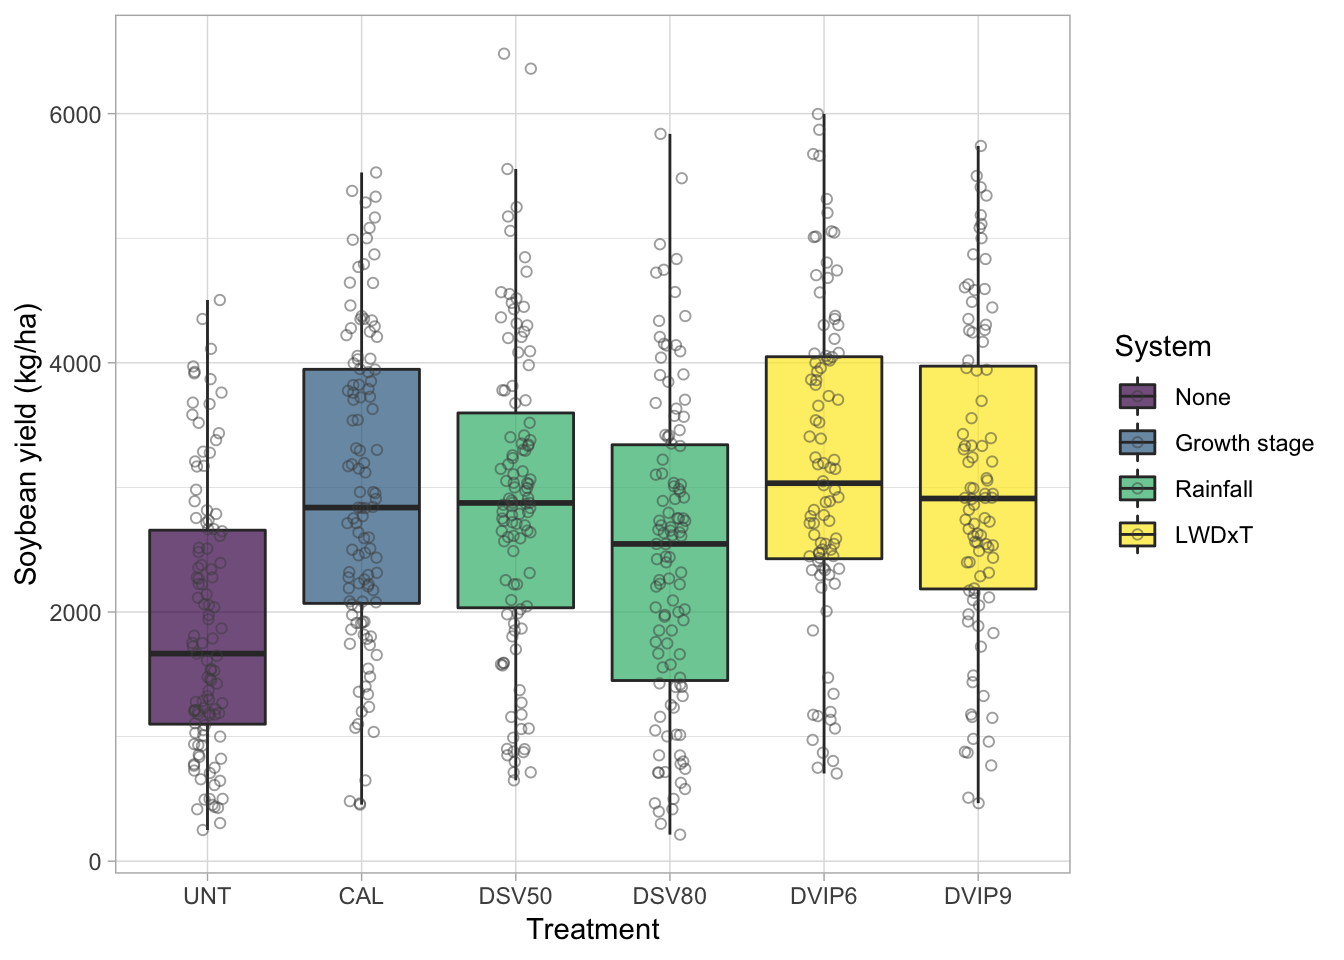 6000
4000
2000
0
Soybean yield (kg/ha)
UNT CAL DSV50 DSV80 DVIP6 DVIP9
Treatment
System
None
Growth stage
Rainfall
LWDxT